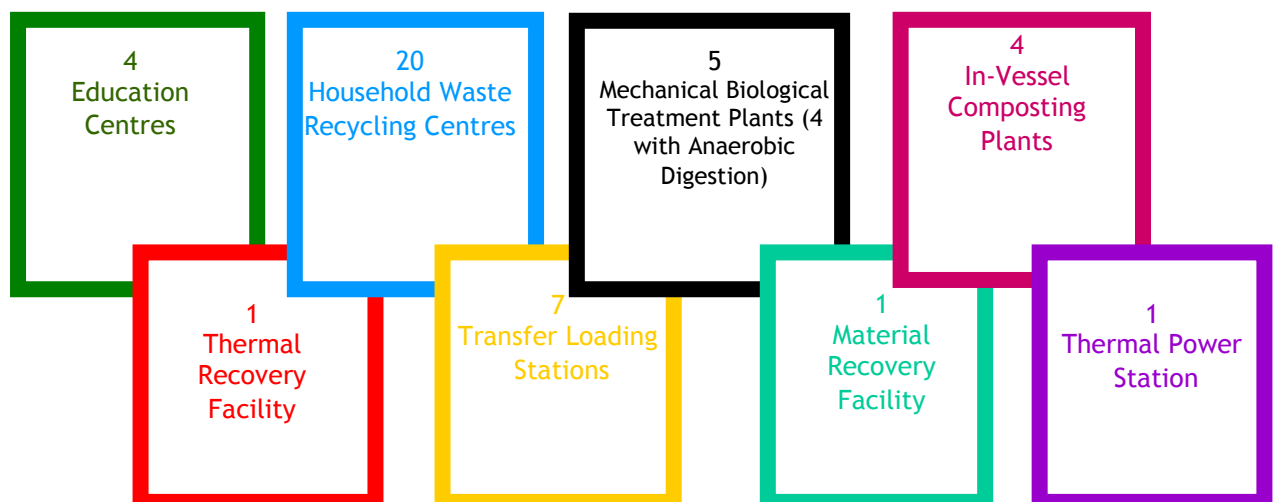 4
Education
Centres
20
Household Waste
Recycling Centres
5
Mechanical Biological
Treatment Plants (4
with Anaerobic
Digestion)
4
In-Vessel
Composting
Plants
1
Thermal
Recovery
Facility
7
Transfer Loading
Stations
1
Material
Recovery
Facility
1
Thermal Power
Station